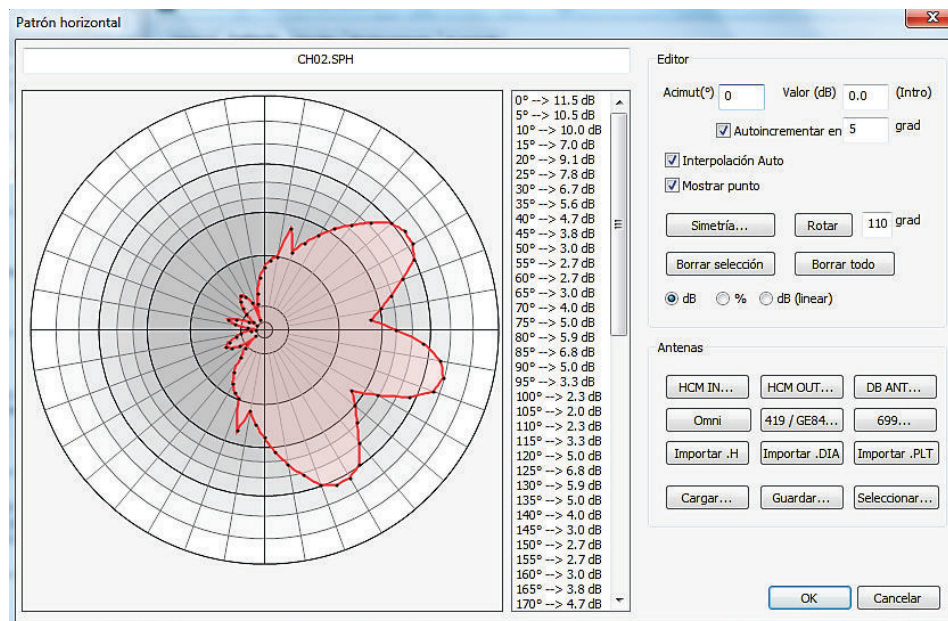 Patrón horizontal
CH02.SPH
0° --> 11.5 dB
5° --> 10.5 dB
10° --> 10.0 dB
15° --> 7.0 dB
20° --> 9.1 dB
25° --> 7.8 dB
30° --> 6.7 dB
35° --> 5.6 dB
40° --> 4.7 dB
45° --> 3.8 dB
50° --> 3.0 dB
55° --> 2.7 dB
60° --> 2.7 dB
65° --> 3.0 dB
70° --> 4.0 dB
75° --> 5.0 dB
80° --> 5.9 dB
85° --> 6.8 dB
90° --> 5.0 dB
95° --> 3.3 dB
100° --> 2.3 dB
105° --> 2.0 dB
110° --> 2.3 dB
115° --> 3.3 dB
120° --> 5.0 dB
125° --> 6.8 dB
130° --> 5.9 dB
135° --> 5.0 dB
140° --> 4.0 dB
145° --> 3.0 dB
150° --> 2.7 dB
155° --> 2.7 dB
160° --> 3.0 dB
165° --> 3.8 dB
170° --> 4.7 dB
Editor
Acimut(º) 0 Valor (dB) 0.0 (Intro)
Autoincrementar en 5 grad
Interpolación Auto
Mostrar punto
Simetría... Rotar 110 grad
Borrar selección Borrar todo
dB % dB (linear)
Antenas
HCM IN... HCM OUT... DB ANT...
Omni 419 / GE84... 699...
Importar .H Importar .DIA Importar .PLT
Cargar... Guardar... Seleccionar...
OK Cancelar